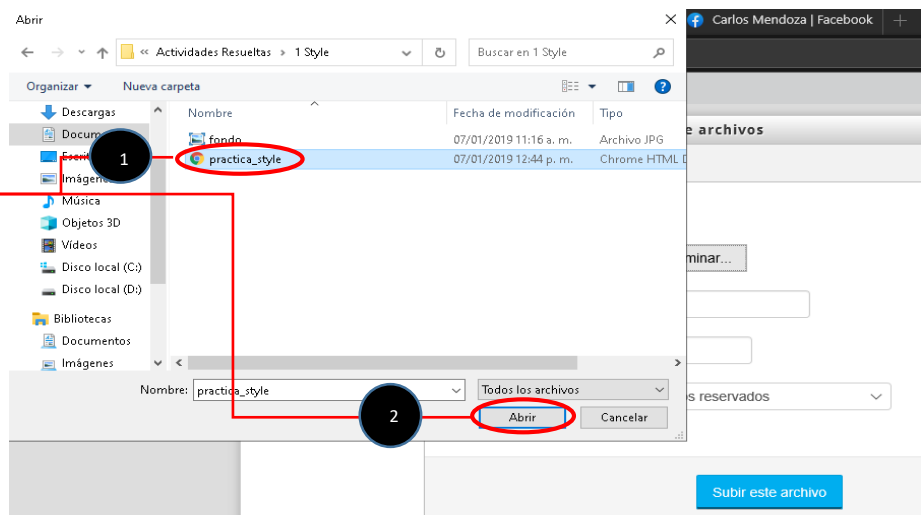 Abrir
Carlos Mendoza | Facebook
« Actividades Resueltas > 1 Style
Buscar en 1 Style
Organizar
Nueva carpeta
Descargas
Nombre
Fecha de modificación
Tipo
e archivos
fondo
07/01/2019 11:16 a. m.
Archivo JPG
1
practica_style
07/01/2019 12:44 p. m.
Chrome HTML D
Música
Objetos 3D
Vídeos
minar...
Disco local (C:)
Disco local (D:)
Bibliotecas
Documentos
Imágenes
Nombre:
practica_style
Todos los archivos
s reservados
2
Abrir
Cancelar
Subir este archivo